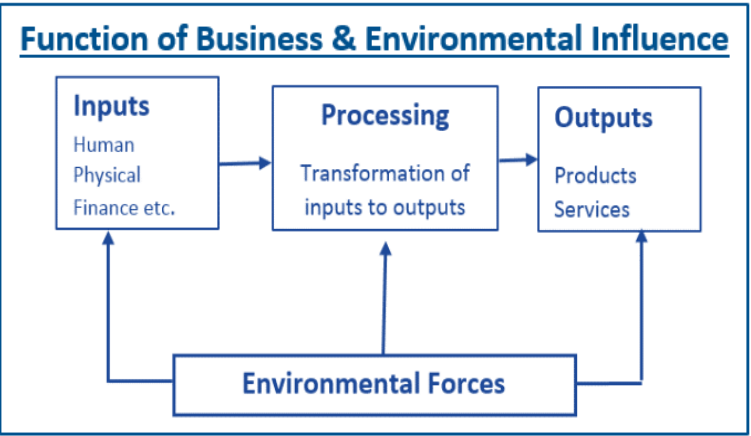 Function of Business & Environmental Influence
Inputs
Human
Physical
Finance etc.
Processing
Transformation of
inputs to outputs
Outputs
Products
Services
Environmental Forces